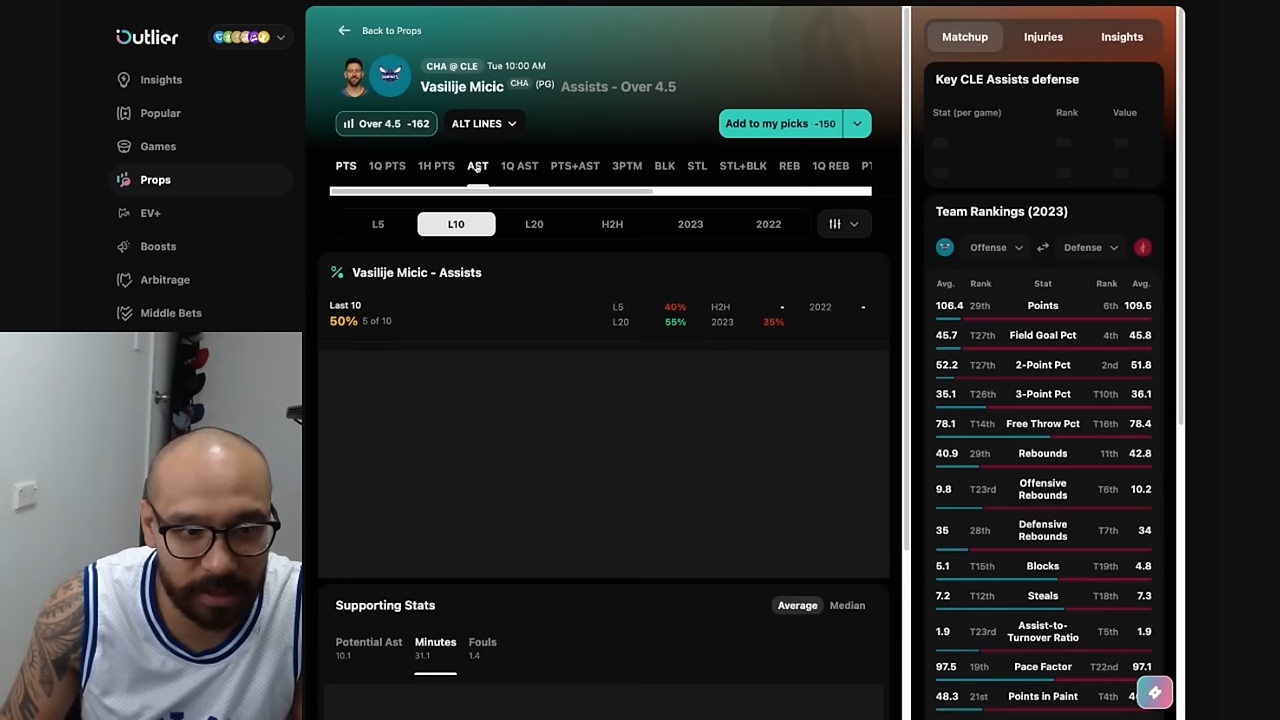 Outlier
Insights
Popular
Games
Props
EV+
Boosts
Arbitrage
Middle Bets
Back to Props
CHA @ CLE Tue 10:00 AM
Vasilije Micic CHA (PG) Assists - Over 4.5
Over 4.5 -162 ALT LINES
Add to my picks -150
PTS 1Q PTS 1H PTS AST 1Q AST PTS+AST 3PTM BLK STL STL+BLK REB 1Q REB
L5 L10 L20 H2H 2023 2022
Vasilije Micic - Assists
Last 10
50% 5 of 10
L5 40% H2H - 2022 -
L20 55% 2023 35%
Supporting Stats
Average Median
Potential Ast Minutes Fouls
10.1 31.1 1.4
Matchup Injuries Insights
Key CLE Assists defense
Stat (per game) Rank Value
Team Rankings (2023)
Offense Defense
Avg. Rank Stat Rank Avg.
106.4 29th Points 6th 109.5
45.7 T27th Field Goal Pct 4th 45.8
52.2 T27th 2-Point Pct 2nd 51.8
35.1 T26th 3-Point Pct T10th 36.1
78.1 T14th Free Throw Pct T16th 78.4
40.9 29th Rebounds 11th 42.8
9.8 T23rd Offensive Rebounds T6th 10.2
35 28th Defensive Rebounds T7th 34
5.1 T15th Blocks T19th 4.8
7.2 T12th Steals T18th 7.3
1.9 T23rd Assist-to-Turnover Ratio T5th 1.9
97.5 19th Pace Factor T22nd 97.1
48.3 21st Points in Paint T4th